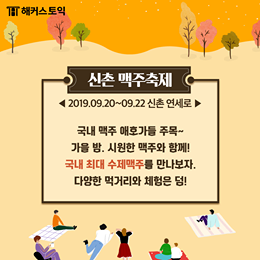 해커스 토익
신촌 맥주축제
◀ 2019.09.20~09.22 신촌 연세로 ▶
국내 맥주 애호가들 주목~
가을 밤. 시원한 맥주와 함께!
국내 최대 수제맥주를 만나보자.
다양한 먹거리와 체험은 덤!